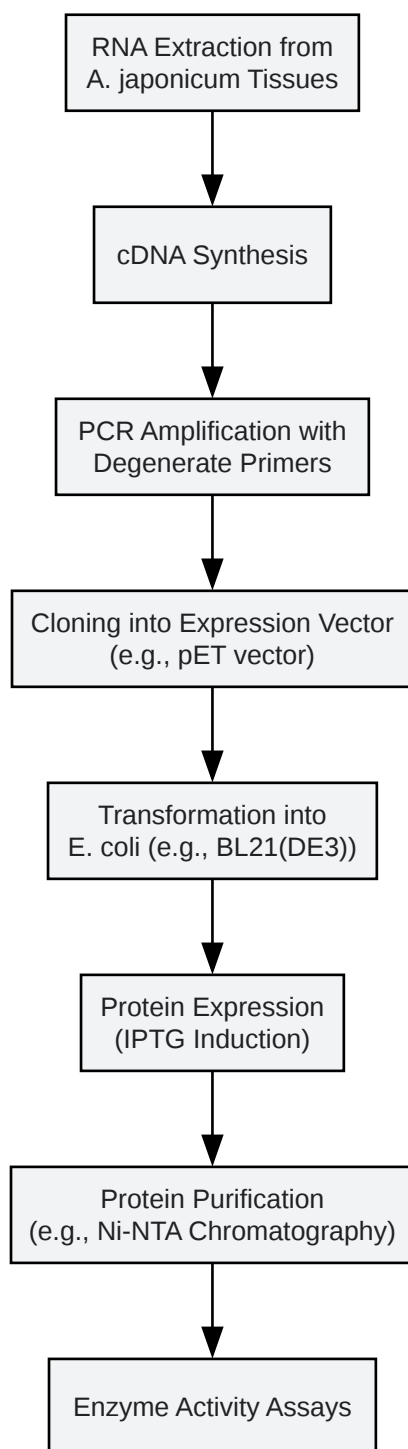 RNA Extraction from
A. japonicum Tissues
cDNA Synthesis
PCR Amplification with
Degenerate Primers
Cloning into Expression Vector
(e.g., pET vector)
Transformation into
E. coli (e.g., BL21(DE3))
Protein Expression
(IPTG Induction)
Protein Purification
(e.g., Ni-NTA Chromatography)
Enzyme Activity Assays